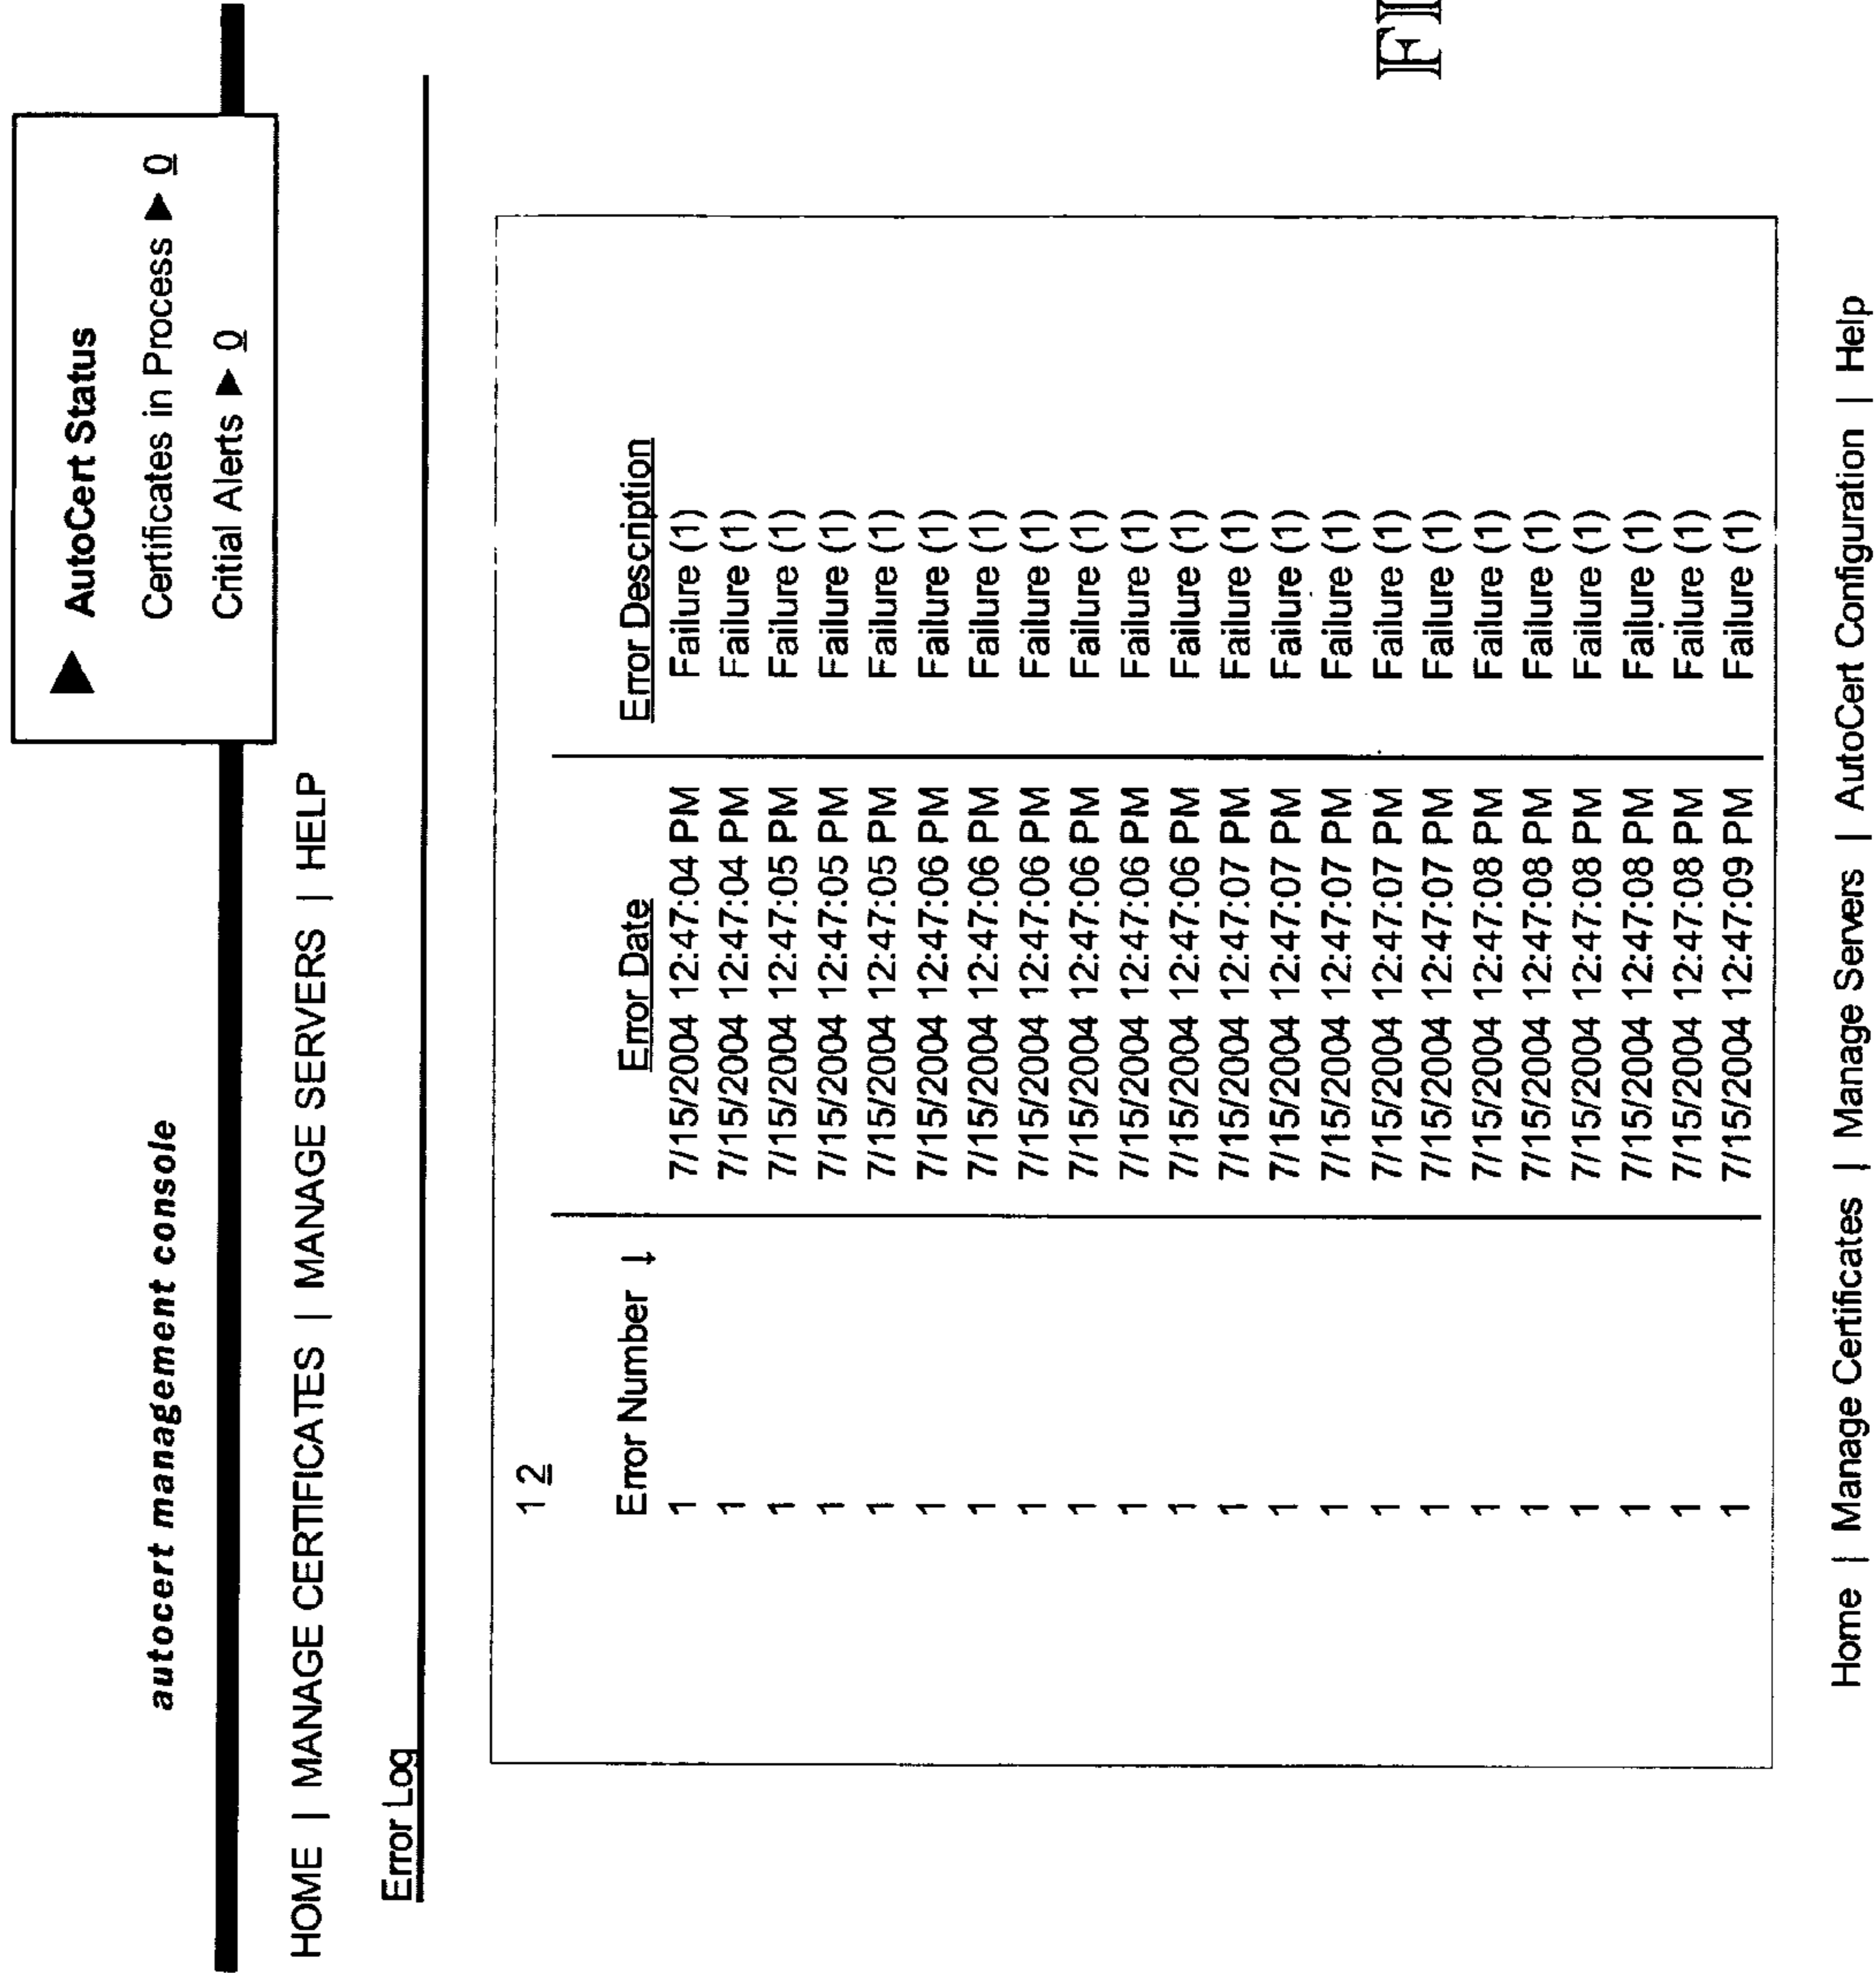 autocert management console
▶ AutoCert Status
Certificates in Process ▶ 0
Critial Alerts ▶ 0
HOME | MANAGE CERTIFICATES | MANAGE SERVERS | HELP
Error Log
1 2
Error Number ↓ Error Date Error Description
1 7/15/2004 12:47:04 PM Failure (1)
1 7/15/2004 12:47:04 PM Failure (1)
1 7/15/2004 12:47:05 PM Failure (1)
1 7/15/2004 12:47:05 PM Failure (1)
1 7/15/2004 12:47:05 PM Failure (1)
1 7/15/2004 12:47:06 PM Failure (1)
1 7/15/2004 12:47:06 PM Failure (1)
1 7/15/2004 12:47:06 PM Failure (1)
1 7/15/2004 12:47:06 PM Failure (1)
1 7/15/2004 12:47:06 PM Failure (1)
1 7/15/2004 12:47:06 PM Failure (1)
1 7/15/2004 12:47:07 PM Failure (1)
1 7/15/2004 12:47:07 PM Failure (1)
1 7/15/2004 12:47:07 PM Failure (1)
1 7/15/2004 12:47:07 PM Failure (1)
1 7/15/2004 12:47:07 PM Failure (1)
1 7/15/2004 12:47:08 PM Failure (1)
1 7/15/2004 12:47:08 PM Failure (1)
1 7/15/2004 12:47:08 PM Failure (1)
1 7/15/2004 12:47:08 PM Failure (1)
1 7/15/2004 12:47:08 PM Failure (1)
1 7/15/2004 12:47:09 PM Failure (1)
Home | Manage Certificates | Manage Servers | AutoCert Configuration | Help